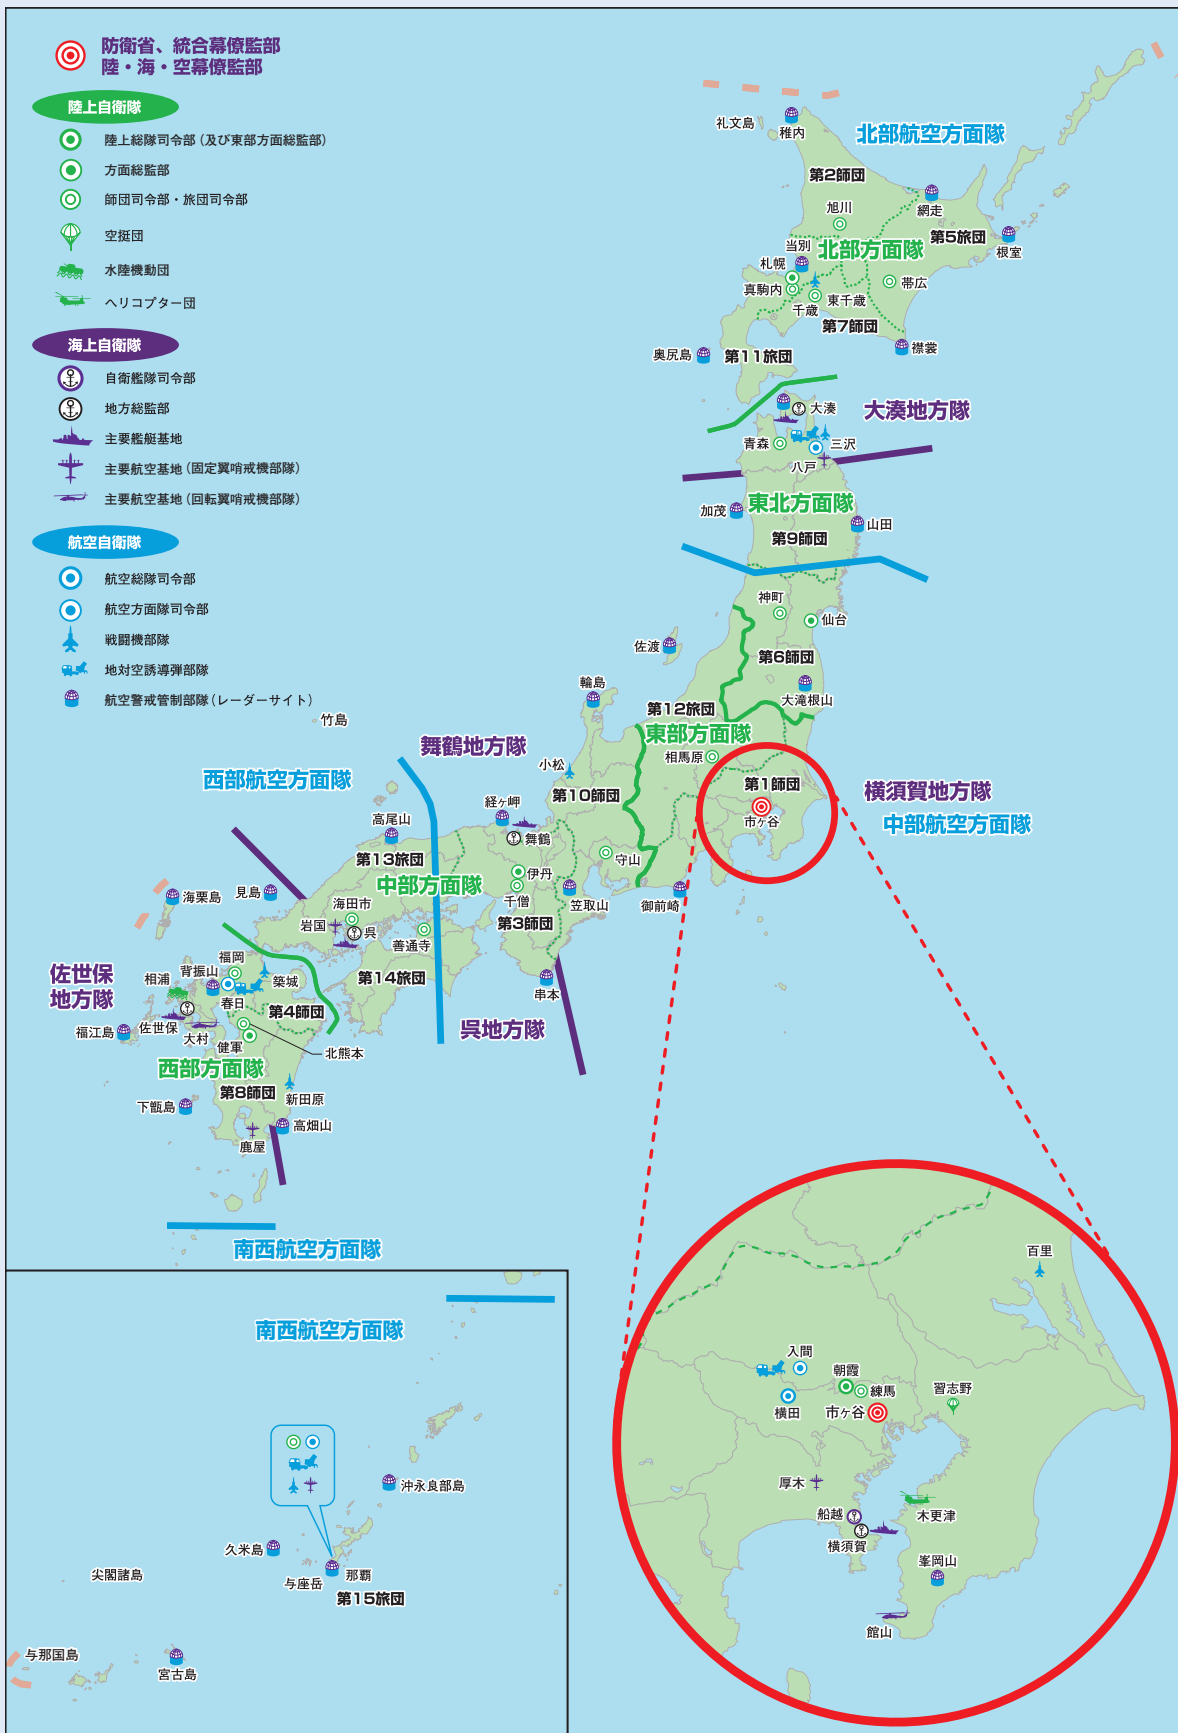 防衛省、統合幕僚監部
陸・海・空幕僚監部
陸上自衛隊
陸上総隊司令部（及び東部方面総監部）
方面総監部
師団司令部・旅団司令部
空挺団
水陸機動団
ヘリコプター団
海上自衛隊
自衛艦隊司令部
地方総監部
主要艦艇基地
主要航空基地（固定翼哨戒機部隊）
主要航空基地（回転翼哨戒機部隊）
航空自衛隊
航空総隊司令部
航空方面隊司令部
戦闘機部隊
地対空誘導弾部隊
航空警戒管制部隊（レーダーサイト）
礼文島
稚内
北部航空方面隊
第2師団
網走
旭川
第5旅団
当別
北部方面隊
根室
札幌
真駒内
帯広
千歳
東千歳
第7師団
襟裳
奥尻島
第11旅団
大湊
大湊地方隊
青森
三沢
八戸
東北方面隊
加茂
山田
第9師団
神町
仙台
佐渡
第6師団
大滝根山
輪島
第12旅団
竹島
東部方面隊
舞鶴地方隊
相馬原
小松
西部航空方面隊
第1師団
横須賀地方隊
第10師団
経ヶ岬
市ヶ谷
中部航空方面隊
高尾山
舞鶴
第13旅団
守山
中部方面隊
伊丹
千僧
海栗島
見島
海田市
笠取山
御前崎
岩国
呉
第3師団
善通寺
福岡
佐世保
地方隊
相浦
背振山
築城
第14旅団
串本
春日
第4師団
福江島
佐世保
大村
健軍
呉地方隊
北熊本
西部方面隊
第8師団
新田原
下甑島
高畑山
鹿屋
南西航空方面隊
百里
南西航空方面隊
入間
朝霞
練馬
習志野
横田
市ヶ谷
厚木
沖永良部島
船越
木更津
横須賀
久米島
峯岡山
尖閣諸島
与座岳
那覇
第15旅団
館山
与那国島
宮古島